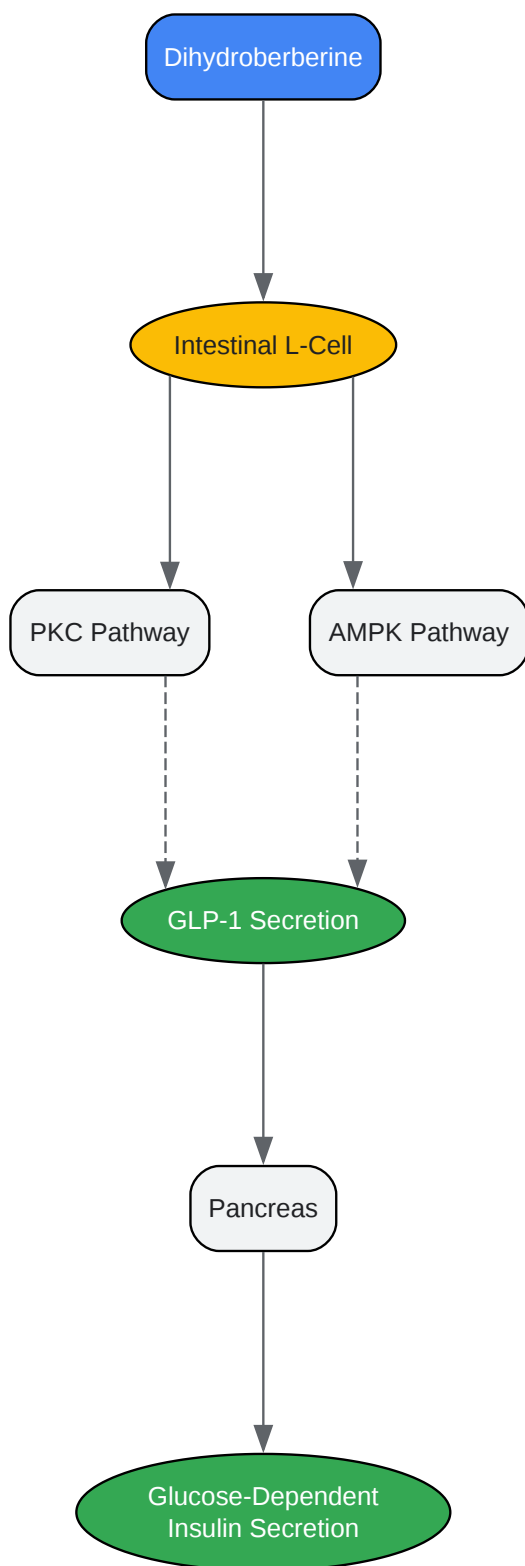 Dihydroberberine
Intestinal L-Cell
PKC Pathway
AMPK Pathway
GLP-1 Secretion
Pancreas
Glucose-Dependent
Insulin Secretion